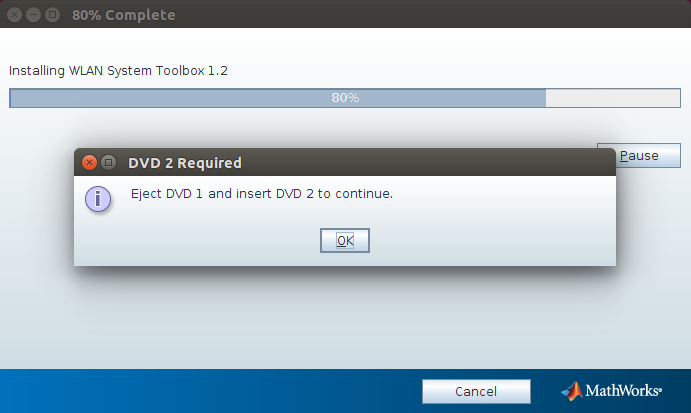 80% Complete
Installing WLAN System Toolbox 1.2
80%
Pause
DVD 2 Required
Eject DVD 1 and insert DVD 2 to continue.
OK
Cancel
MathWorks®